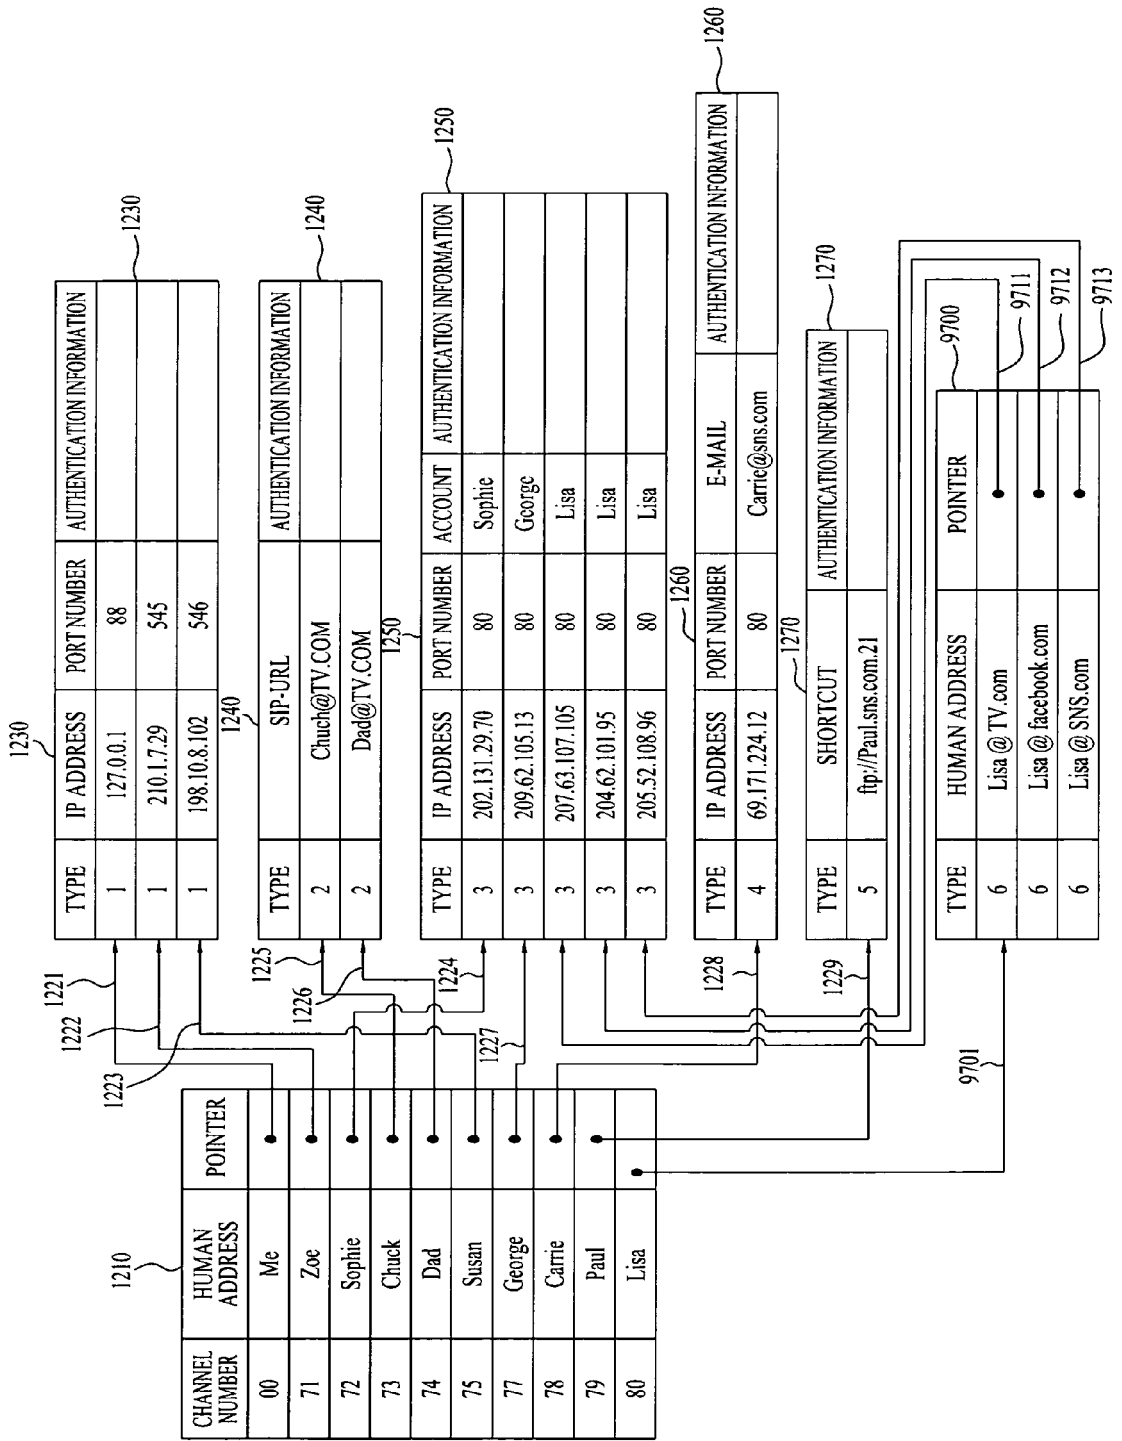 1210
CHANNEL NUMBER HUMAN ADDRESS POINTER
00 Me
71 Zoe
72 Sophie
73 Chuck
74 Dad
75 Susan
77 George
78 Carrie
79 Paul
80 Lisa
1221
1222
1223
1225
1226
1224
1227
1228
1229
9701
1230
1230
TYPE IP ADDRESS PORT NUMBER AUTHENTICATION INFORMATION
1 127.0.0.1 88
1 210.1.7.29 545
1 198.10.8.102 546
1240
1240
TYPE SIP-URL AUTHENTICATION INFORMATION
2 Chuch@TV.COM
2 Dad@TV.COM
1250
1250
TYPE IP ADDRESS PORT NUMBER ACCOUNT AUTHENTICATION INFORMATION
3 202.131.29.70 80 Sophie
3 209.62.105.13 80 George
3 207.63.107.105 80 Lisa
3 204.62.101.95 80 Lisa
3 205.52.108.96 80 Lisa
1260
1260
TYPE IP ADDRESS PORT NUMBER E-MAIL AUTHENTICATION INFORMATION
4 69.171.224.12 80 Carrie@sns.com
1270
1270
TYPE SHORTCUT AUTHENTICATION INFORMATION
5 ftp://Paul.sns.com.21
9700
TYPE HUMAN ADDRESS POINTER
6 Lisa @ TV.com
6 Lisa @ facebook.com
6 Lisa @ SNS.com
9711
9712
9713